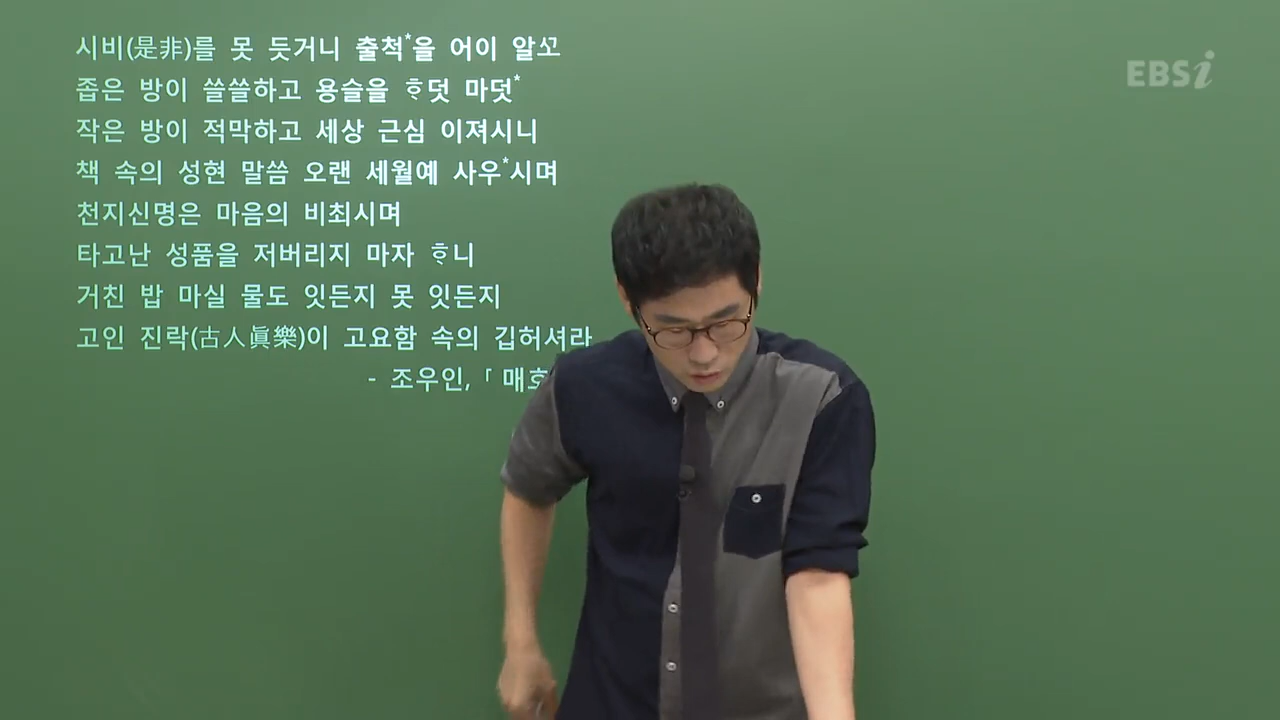 시비(是非)를 못 듯거니 출척*을 어이 알꼬
좁은 방이 쓸쓸하고 용슬을 ᄒᆞᆯ덧 마덧*
작은 방이 적막하고 세상 근심 이져시니
책 속의 성현 말씀 오랜 세월예 사우*시며
천지신명은 마음의 비최시며
타고난 성품을 저버리지 마자 ᄒᆞ니
거친 밥 마실 물도 잇든지 못 잇든지
고인 진락(古人眞樂)이 고요함 속의 깁허셔라
- 조우인, 「
EBSi